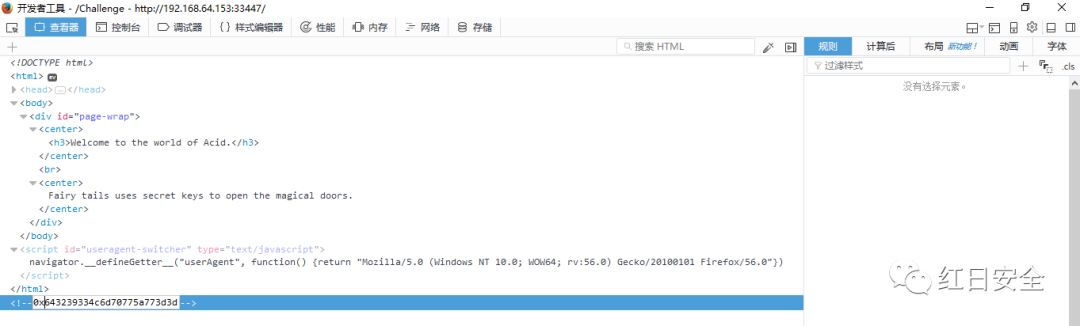 开发者工具 - /Challenge - http://192.168.64.153:33447/
查看器 控制台 调试器 {} 样式编辑器 性能 内存 网络 存储
+ 搜索 HTML
规则 计算后 布局 新功能! 动画 字体
过滤样式 + .cls
没有选择元素。
<!DOCTYPE html>
<html> ev
<head>…</head>
<body>
<div id="page-wrap">
<center>
<h3>Welcome to the world of Acid.</h3>
</center>
<br>
<center>
Fairy tails uses secret keys to open the magical doors.
</center>
</div>
</body>
<script id="useragent-switcher" type="text/javascript">
navigator.__defineGetter__("userAgent", function() {return "Mozilla/5.0 (Windows NT 10.0; WOW64; rv:56.0) Gecko/20100101 Firefox/56.0"})
</script>
</html>
<!--0x643239334c6d70775a773d3d-->
红日安全